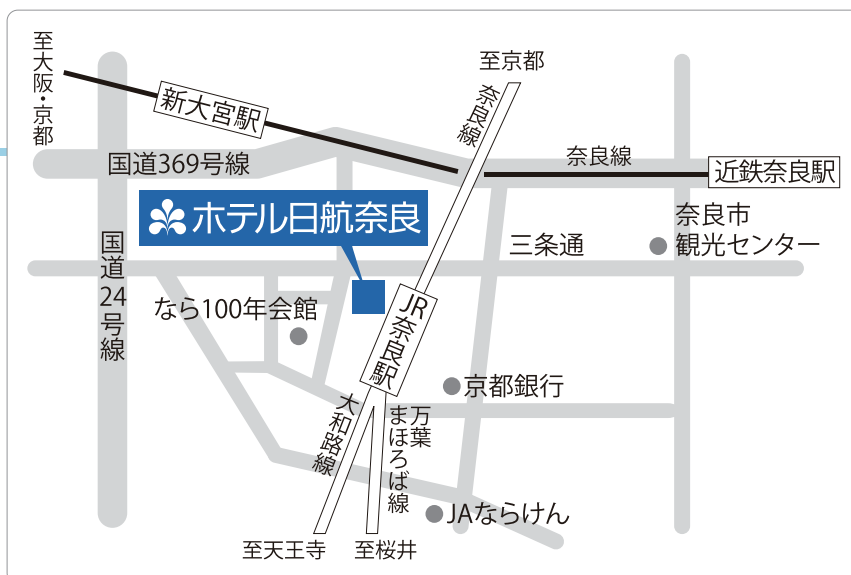 至大阪・京都
新大宮駅
至京都
奈良線
国道369号線
奈良線
近鉄奈良駅
ホテル日航奈良
奈良市
観光センター
三条通
国道24号線
なら100年会館
JR奈良駅
京都銀行
大和路線
万葉
まほろば線
JAならけん
至天王寺
至桜井